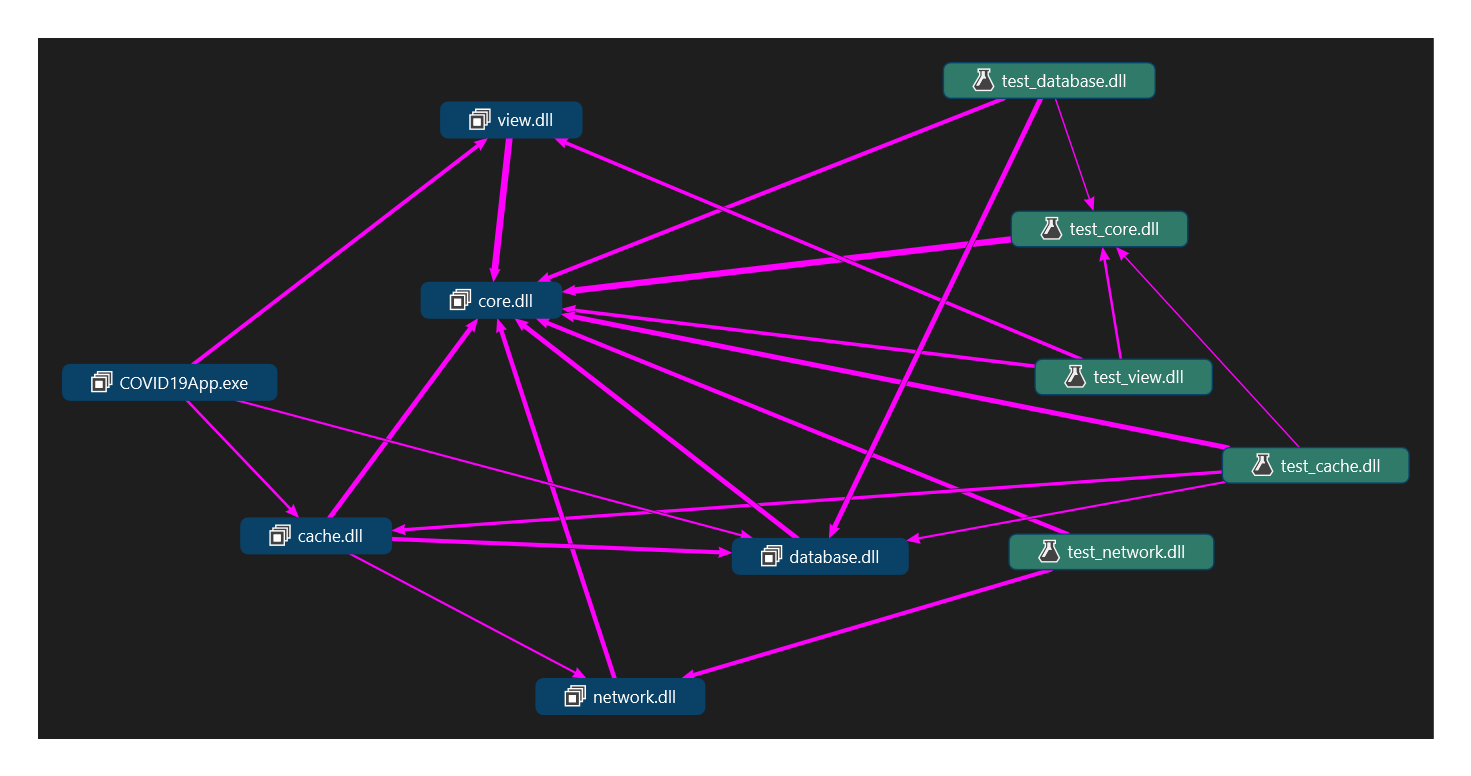 test_database.dll
view.dll
test_core.dll
core.dll
test_view.dll
COVID19App.exe
test_cache.dll
cache.dll
database.dll
test_network.dll
network.dll